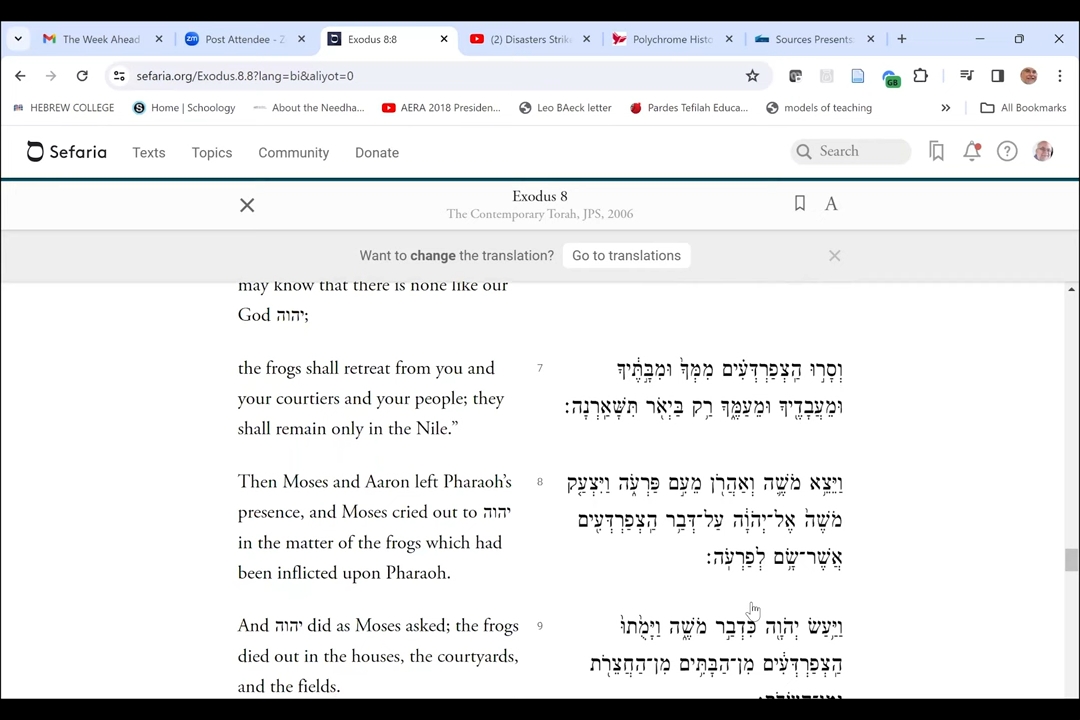 The Week Ahead
Post Attendee - Z
Exodus 8:8
(2) Disasters Strik
Polychrome Histo
Sources Presents:
sefaria.org/Exodus.8.8?lang=bi&aliyot=0
GB
HEBREW COLLEGE
Home | Schoology
About the Needha...
AERA 2018 Presiden...
Leo BAeck letter
Pardes Tefilah Educa...
models of teaching
All Bookmarks
Sefaria
Texts
Topics
Community
Donate
Search
Exodus 8
The Contemporary Torah, JPS, 2006
A
Want to change the translation?
Go to translations
may know that there is none like our
God יהוה;
the frogs shall retreat from you and
your courtiers and your people; they
shall remain only in the Nile.”
7
וְסָר֣וּ הַֽצְפַרְדְּעִ֗ים מִמְּךָ֙ וּמִבָּ֣תֶּ֔יךָ
וּמֵעֲבָדֶ֖יךָ וּמֵעַמֶּ֑ךָ רַ֥ק בַּיְאֹ֖ר תִּשָּׁאַֽרְנָה׃
Then Moses and Aaron left Pharaoh’s
presence, and Moses cried out to יהוה
in the matter of the frogs which had
been inflicted upon Pharaoh.
8
וַיֵּצֵ֥א מֹשֶׁ֛ה וְאַהֲרֹ֖ן מֵעִ֣ם פַּרְעֹ֑ה וַיִּצְעַ֤ק
מֹשֶׁה֙ אֶל־יְהֹוָ֔ה עַל־דְּבַ֥ר הַֽצְפַרְדְּעִ֖ים
אֲשֶׁר־שָׂ֥ם לְפַרְעֹֽה׃
And יהוה did as Moses asked; the frogs
died out in the houses, the courtyards,
and the fields.
9
וַיַּ֥עַשׂ יְהֹוָ֖ה כִּדְבַ֣ר מֹשֶׁ֑ה וַיָּמֻ֙תוּ֙
הַֽצְפַרְדְּעִ֔ים מִן־הַבָּתִּ֥ים מִן־הַחֲצֵרֹ֖ת